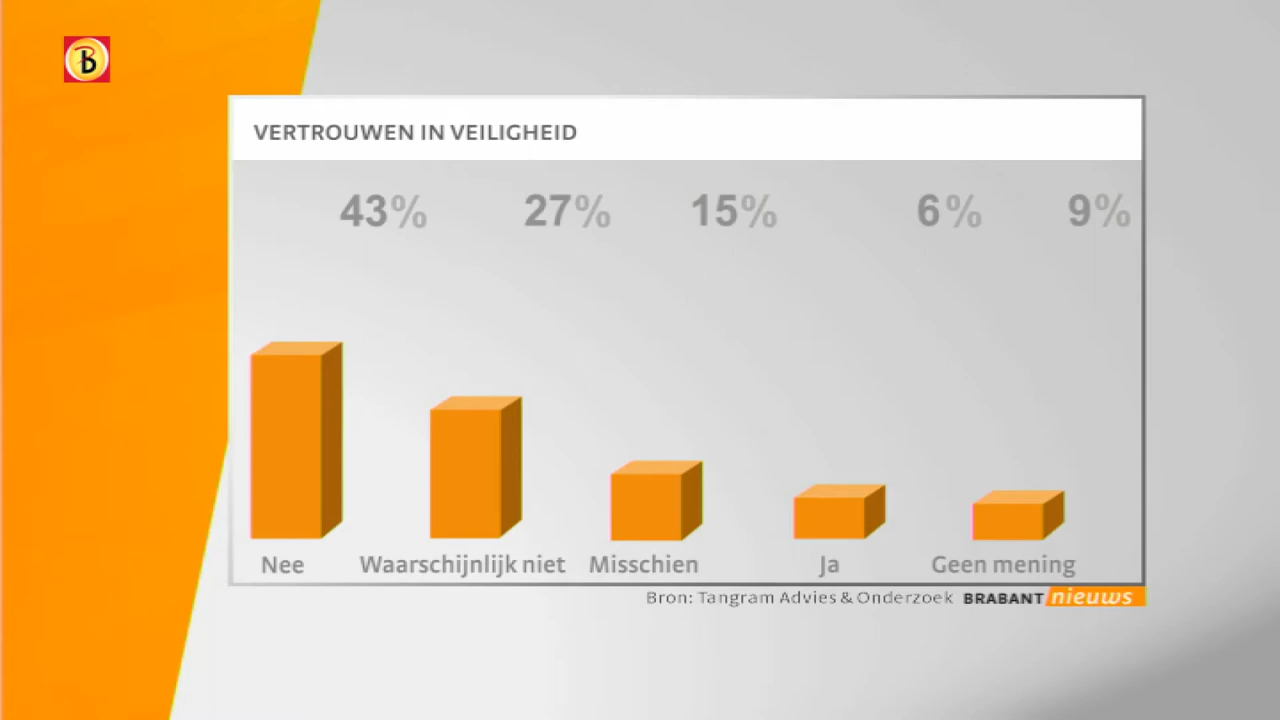 VERTROUWEN IN VEILIGHEID
43% 27% 15% 6% 9%
Nee Waarschijnlijk niet Misschien Ja Geen mening
Bron: Tangram Advies & Onderzoek BRABANT nieuws